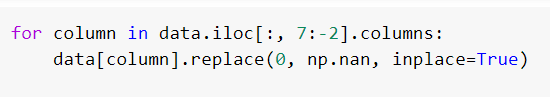 for column in data.iloc[:, 7:-2].columns:
    data[column].replace(0, np.nan, inplace=True)